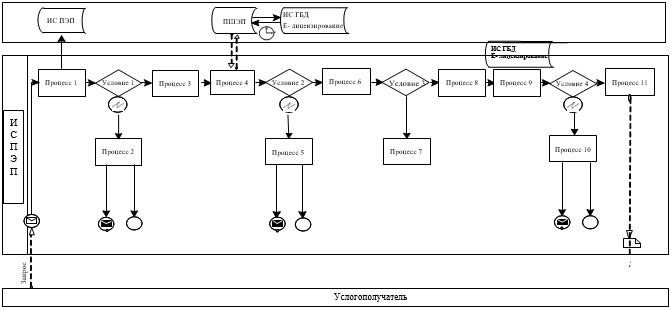 ИС ПЭП
ПШЭП
ИС ГБД
Е- лицензирование
ИС ГБД
Е- лицензирование
Процесс 1
Условие 1
Процесс 3
Процесс 4
Условие 2
Процесс 6
Условие 3
Процесс 8
Процесс 9
Условие 4
Процесс 11
Процесс 2
Процесс 5
Процесс 7
Процесс 10
И
С
П
Э
П
Запрос
Услогополучатель